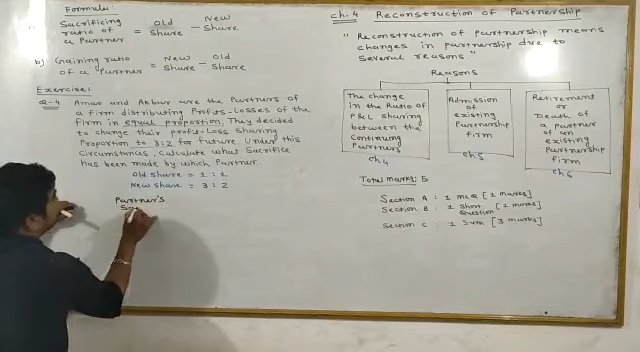 Formula:
Sacrificing ratio of a Partner = Old Share - New Share
b) Gaining ratio of a Partner = New Share - Old Share
Exercise:
Q-4 Amar and Akbar are the Partners of
a firm distributing Profits-Losses of the
firm in equal proportion. They decided
to change their profit-Loss Sharing
Proportion to 3:2 for future. Under this
Circumstances, Calculate what Sacrifice
has been made by which Partner.
Old Share = 1 : 1
New Share = 3 : 2
Partner's
ch.4 Reconstruction of Partnership
" Reconstruction of partnership means
changes in partnership due to
several reasons.
Reasons
The change
in the Ratio of
P&L sharing
between the
Continuing
Partners
ch.4
Admission
of
existing
Partnership
firm
ch.5
Retirement
or
Death of
a partner
of an
existing
Partnership
firm
ch.6
Total marks: 5
Section A : 1 mcq [1 marks]
Section B : 1 Short Question [1 marks]
Section C : 1 Sum [3 marks]